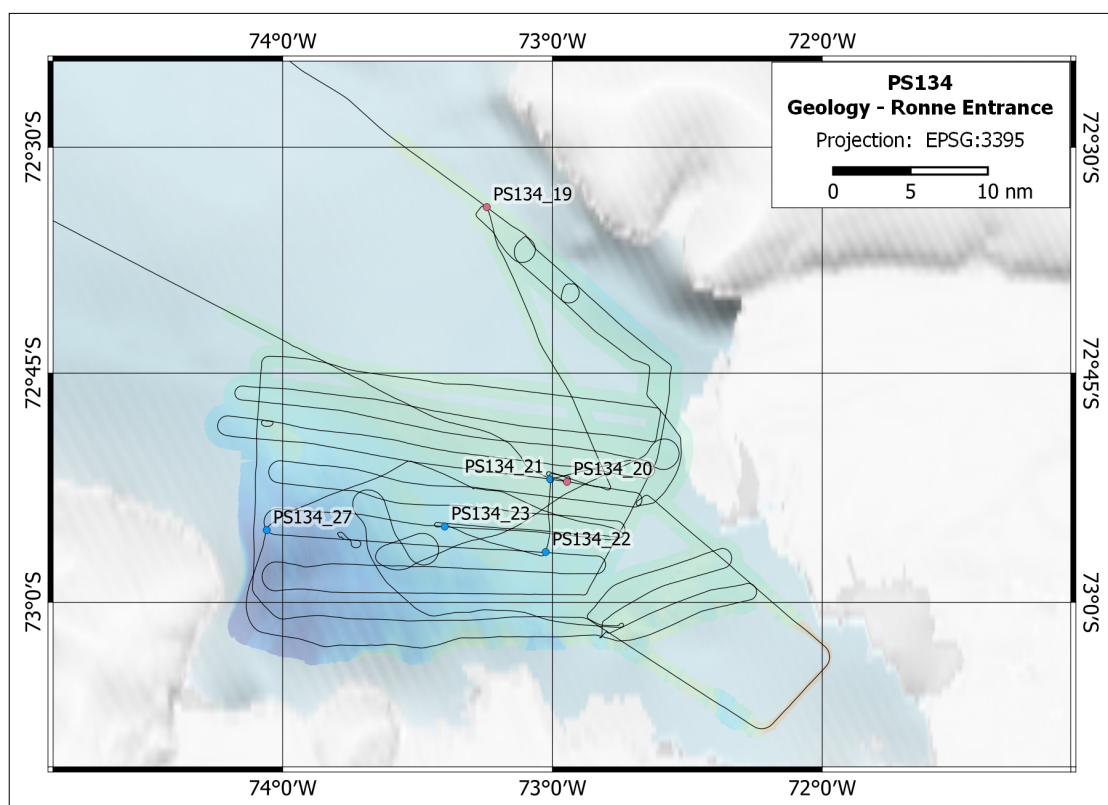 74°0'W 73°0'W 72°0'W
PS134
Geology - Ronne Entrance
Projection: EPSG:3395
0 5 10 nm
72°30'S 72°30'S
PS134_19
72°45'S 72°45'S
PS134_21 PS134_20
PS134_27 PS134_23
PS134_22
73°0'S 73°0'S
74°0'W 73°0'W 72°0'W